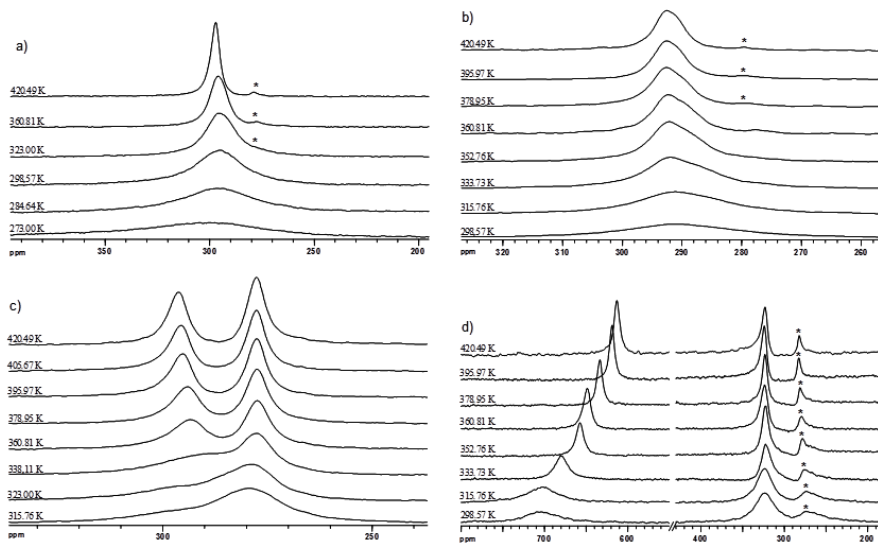 a)
*
420.49 K
*
360.81 K
*
323.00 K
298.57 K
284.64 K
273.00 K
ppm 350 300 250 200
b)
*
420.49 K
*
395.97 K
*
378.95 K
360.81 K
352.76 K
333.73 K
315.76 K
298.57 K
ppm 320 310 300 290 280 270 260
c)
420.49 K
405.67 K
395.97 K
378.95 K
360.81 K
338.11 K
323.00 K
315.76 K
ppm 300 250
d)
*
420.49 K
*
395.97 K
*
378.95 K
*
360.81 K
*
352.76 K
*
333.73 K
*
315.76 K
*
298.57 K
ppm 700 600 400 300 200